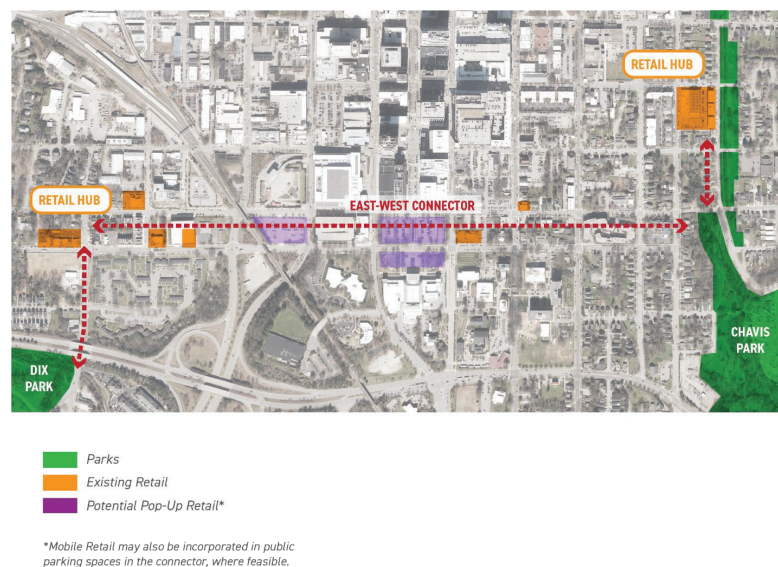 RETAIL HUB
RETAIL HUB
EAST-WEST CONNECTOR
CHAVIS
PARK
DIX
PARK
Parks
Existing Retail
Potential Pop-Up Retail*
*Mobile Retail may also be incorporated in public
parking spaces in the connector, where feasible.